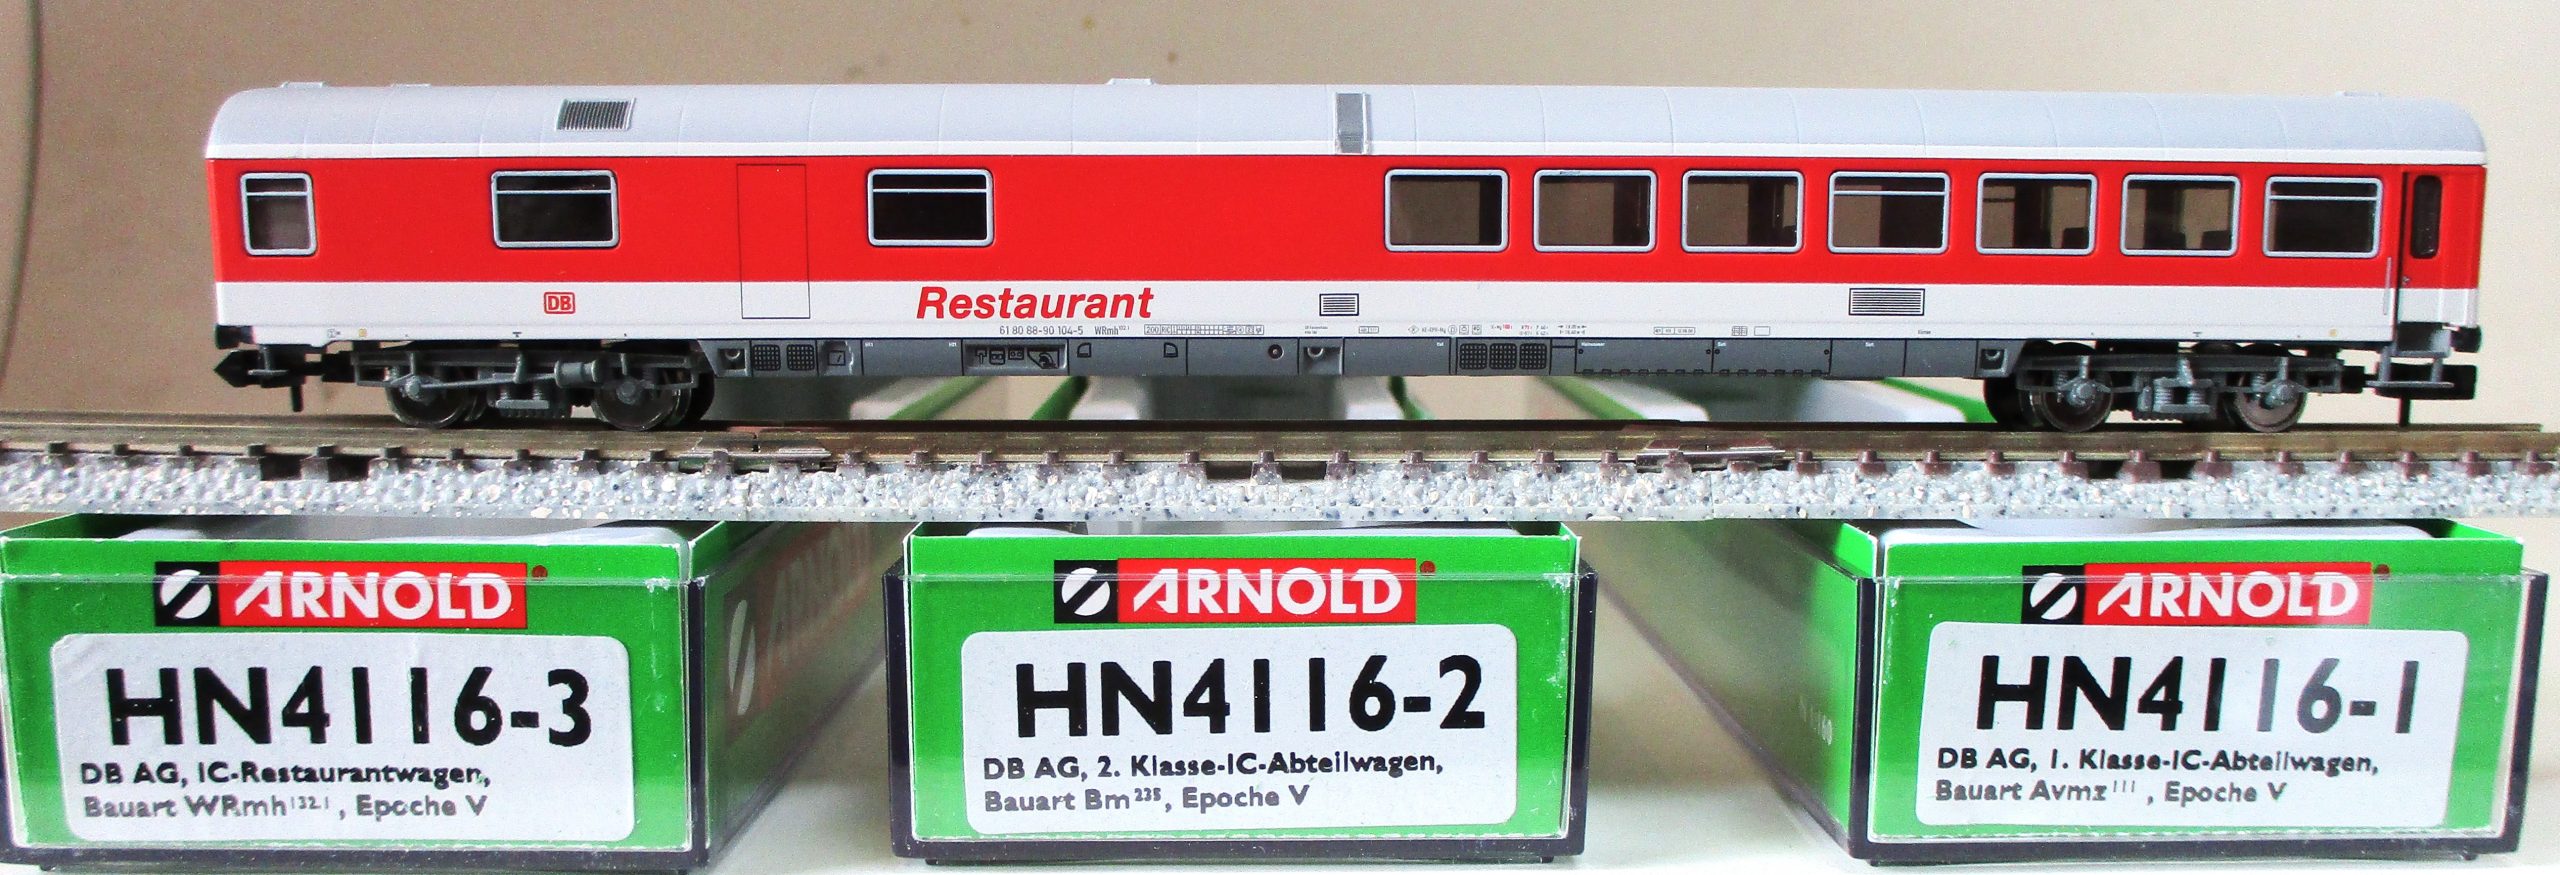 DB
Restaurant
61 80 88-90 104-5 WRmh 132.1
ARNOLD
HN4116-3
DB AG, IC-Restaurantwagen,
Bauart WRmh 132.1, Epoche V
ARNOLD
HN4116-2
DB AG, 2. Klasse-IC-Abteilwagen,
Bauart Bm 235, Epoche V
ARNOLD
HN4116-1
DB AG, 1. Klasse-IC-Abteilwagen,
Bauart Avmz 111, Epoche V